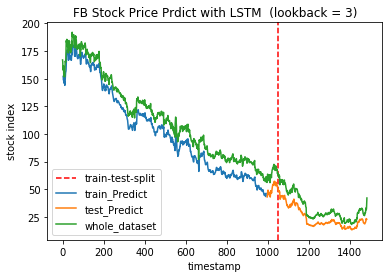 FB Stock Price Prdict with LSTM (lookback = 3)
200
175
150
125
100
75
50
25
stock index
train-test-split
train_Predict
test_Predict
whole_dataset
0 200 400 600 800 1000 1200 1400
timestamp